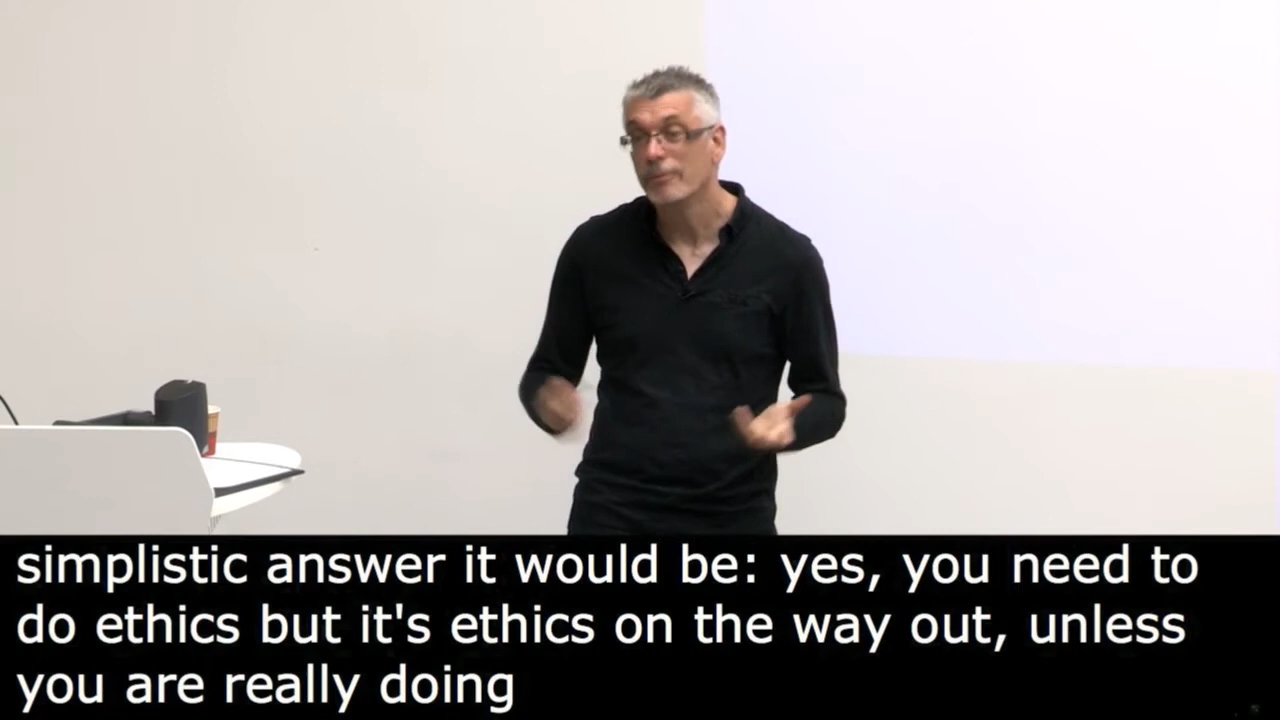 simplistic answer it would be: yes, you need to
do ethics but it's ethics on the way out, unless
you are really doing